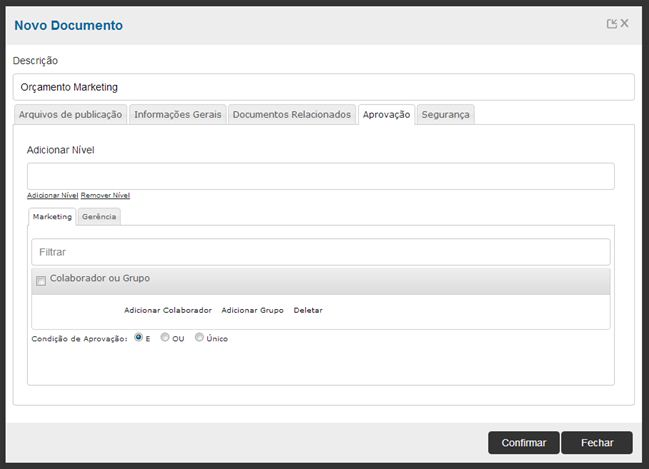 Novo Documento
Descrição
Orçamento Marketing
Arquivos de publicação Informações Gerais Documentos Relacionados Aprovação Segurança
Adicionar Nível
Adicionar Nível Remover Nível
Marketing Gerência
Filtrar
Colaborador ou Grupo
Adicionar Colaborador Adicionar Grupo Deletar
Condição de Aprovação: E OU Único
Confirmar Fechar